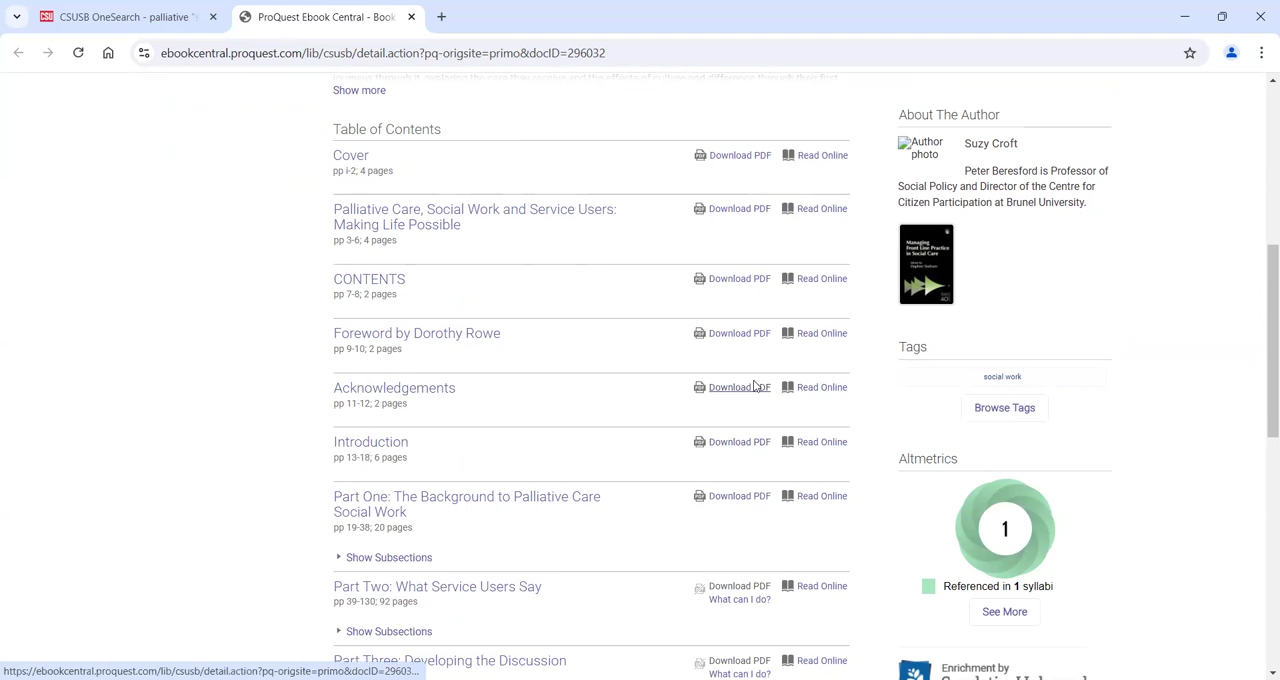 CSUSB OneSearch - palliative "s
ProQuest Ebook Central - Book
ebookcentral.proquest.com/lib/csusb/detail.action?pq-origsite=primo&docID=296032
Show more
Table of Contents
Cover
Download PDF
Read Online
pp 1-2; 4 pages
Palliative Care, Social Work and Service Users:
Making Life Possible
Download PDF
Read Online
pp 3-6; 4 pages
CONTENTS
Download PDF
Read Online
pp 7-8; 2 pages
Foreword by Dorothy Rowe
Download PDF
Read Online
pp 9-10; 2 pages
Acknowledgements
Download PDF
Read Online
pp 11-12; 2 pages
Introduction
Download PDF
Read Online
pp 13-18; 6 pages
Part One: The Background to Palliative Care
Social Work
Download PDF
Read Online
pp 19-38; 20 pages
Show Subsections
Part Two: What Service Users Say
Download PDF
Read Online
What can I do?
pp 39-130; 92 pages
Show Subsections
Part Three: Developing the Discussion
Download PDF
Read Online
What can I do?
https://ebookcentral.proquest.com/lib/csusb/detail.action?pq-origsite=primo&docID=29603...
About The Author
Author
photo
Suzy Croft
Peter Beresford is Professor of
Social Policy and Director of the Centre for
Citizen Participation at Brunel University.
Managing
Front Line Practice
in Social Care
Tags
social work
Browse Tags
Altmetrics
1
Referenced in 1 syllabi
See More
Enrichment by